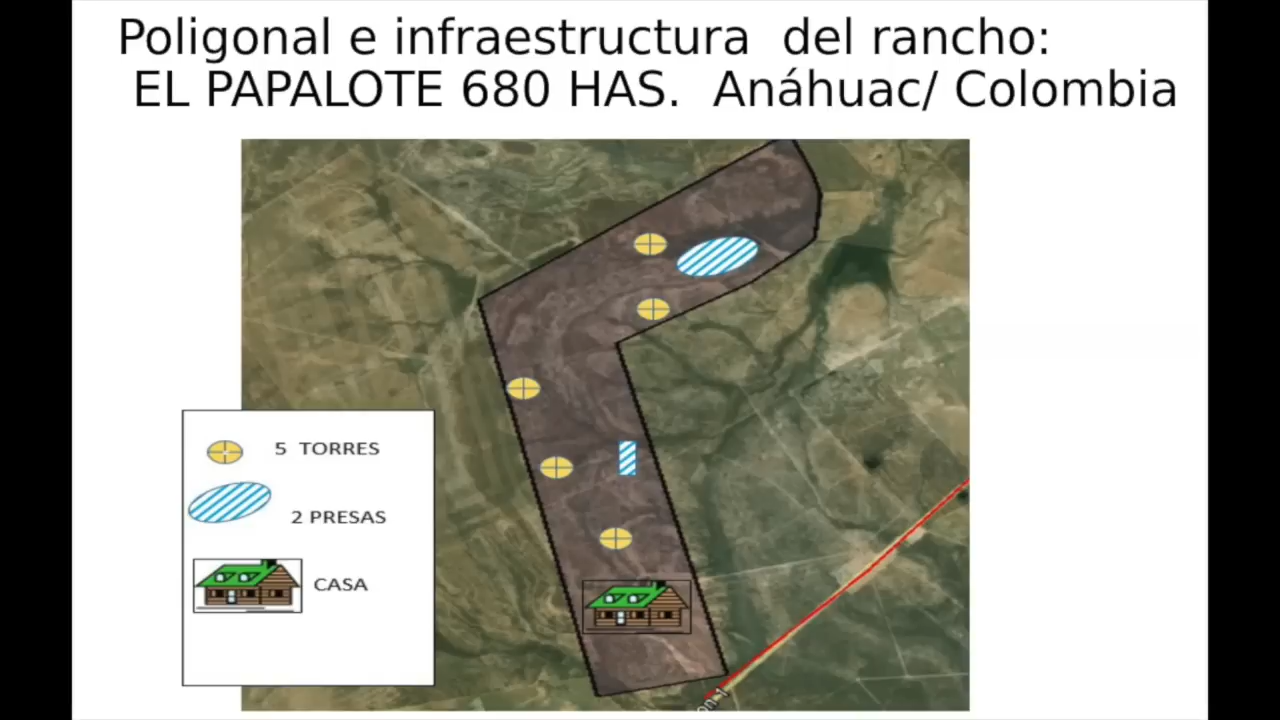 Poligonal e infraestructura del rancho:
EL PAPALOTE 680 HAS. Anáhuac/ Colombia
5 TORRES
2 PRESAS
CASA